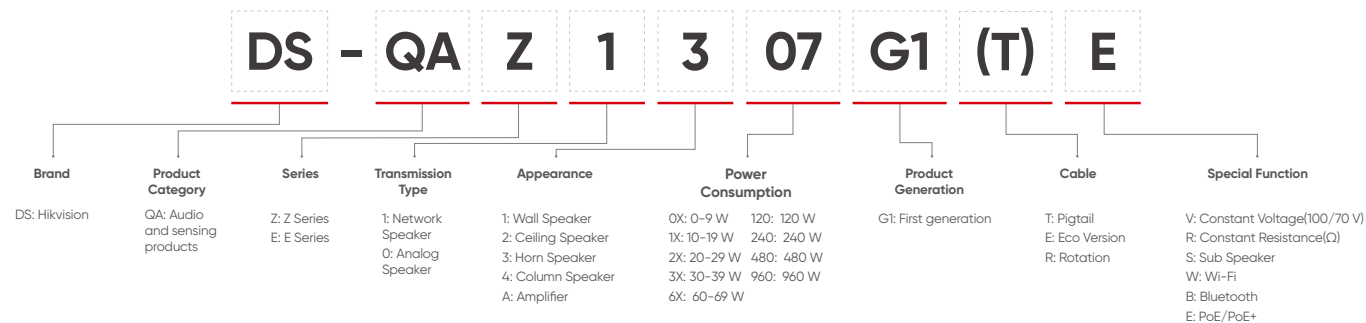 DS - QA Z 1 3 07 G1 (T) E
Brand
DS: Hikvision
Product
Category
QA: Audio
and sensing
products
Series
Z: Z Series
E: E Series
Transmission
Type
1: Network
Speaker
0: Analog
Speaker
Appearance
1: Wall Speaker
2: Ceiling Speaker
3: Horn Speaker
4: Column Speaker
A: Amplifier
Power
Consumption
0X: 0-9 W 120: 120 W
1X: 10-19 W 240: 240 W
2X: 20-29 W 480: 480 W
3X: 30-39 W 960: 960 W
6X: 60-69 W
Product
Generation
G1: First generation
Cable
T: Pigtail
E: Eco Version
R: Rotation
Special Function
V: Constant Voltage(100/70 V)
R: Constant Resistance(Ω)
S: Sub Speaker
W: Wi-Fi
B: Bluetooth
E: PoE/PoE+